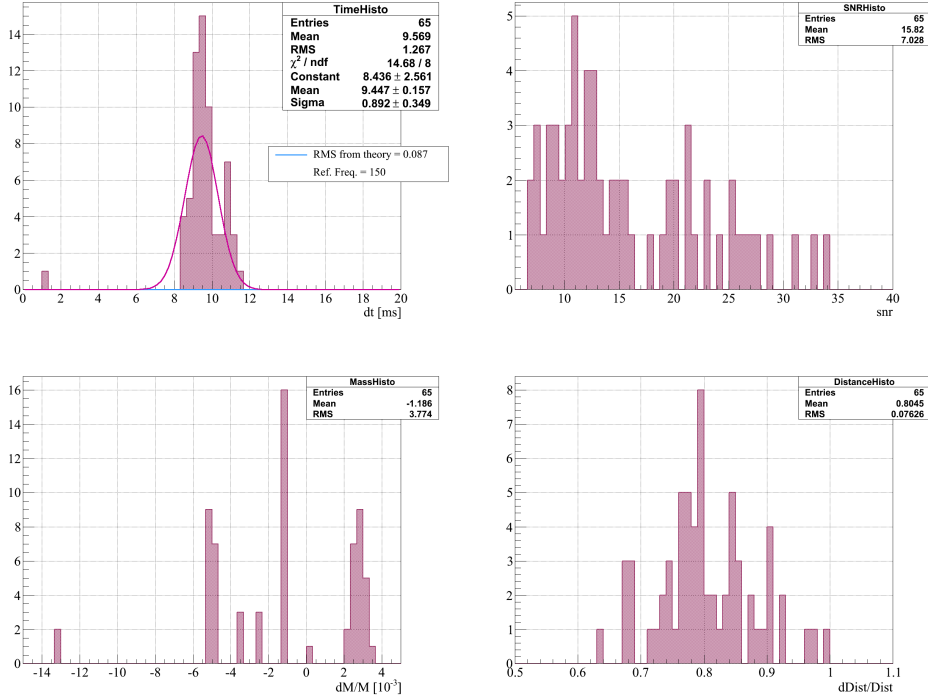 TimeHisto
Entries 65
Mean 9.569
RMS 1.267
χ² / ndf 14.68 / 8
Constant 8.436 ± 2.561
Mean 9.447 ± 0.157
Sigma 0.892 ± 0.349
RMS from theory = 0.087
Ref. Freq. = 150
14
12
10
8
6
4
2
0
0 2 4 6 8 10 12 14 16 18 20
dt [ms]
SNRHisto
Entries 65
Mean 15.82
RMS 7.028
5
4
3
2
1
0
10 15 20 25 30 35 40
snr
MassHisto
Entries 65
Mean -1.186
RMS 3.774
16
14
12
10
8
6
4
2
0
-14 -12 -10 -8 -6 -4 -2 0 2 4
dM/M [10⁻³]
DistanceHisto
Entries 65
Mean 0.8045
RMS 0.07626
8
7
6
5
4
3
2
1
0
0.5 0.6 0.7 0.8 0.9 1 1.1
dDist/Dist